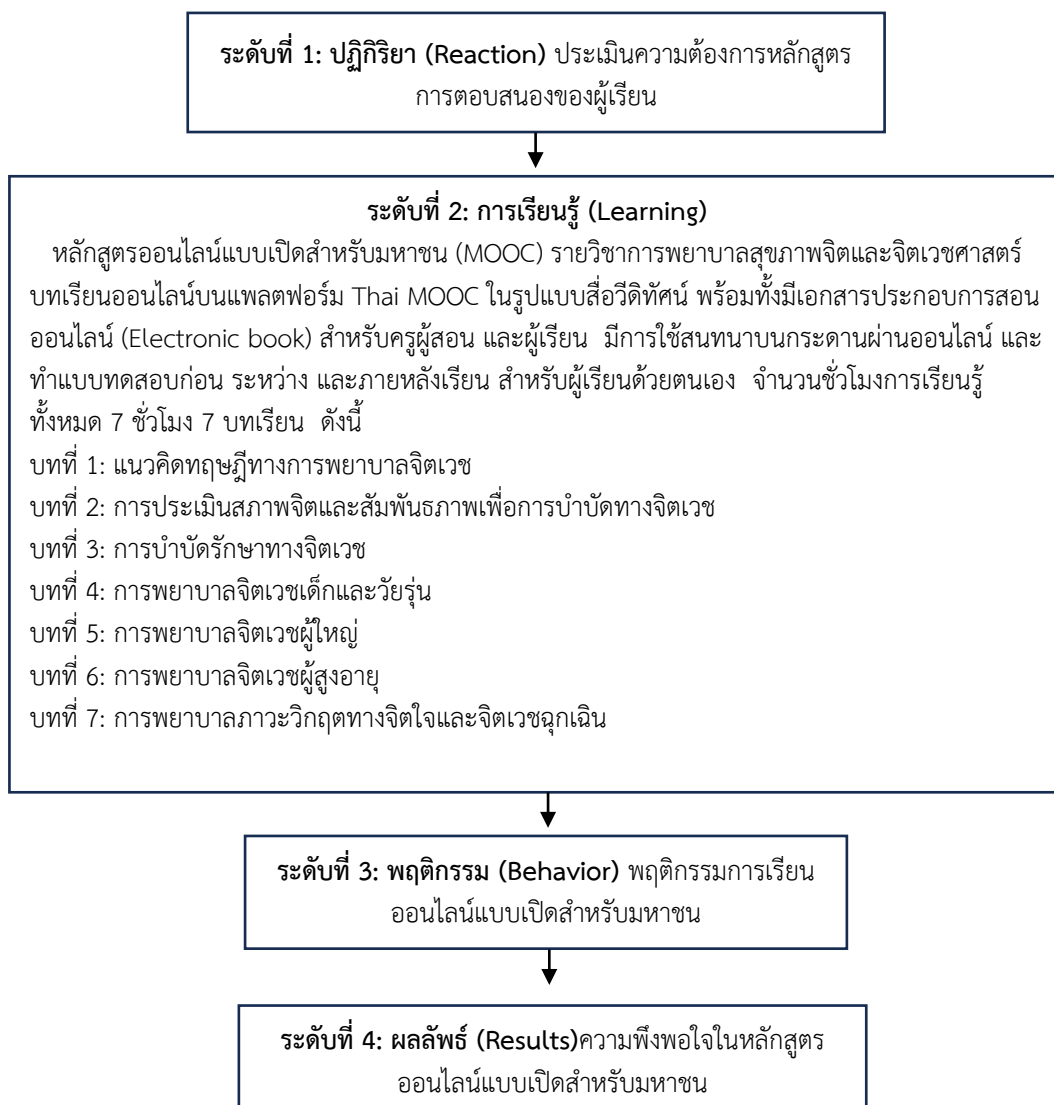 ระดับที่ 1: ปฏิกิริยา (Reaction) ประเมินความต้องการหลักสูตร
การตอบสนองของผู้เรียน
ระดับที่ 2: การเรียนรู้ (Learning)
หลักสูตรออนไลน์แบบเปิดสำหรับมหาชน (MOOC) รายวิชาการพยาบาลสุขภาพจิตและจิตเวชศาสตร์
บทเรียนออนไลน์บนแพลตฟอร์ม Thai MOOC ในรูปแบบสื่อวีดิทัศน์ พร้อมทั้งมีเอกสารประกอบการสอน
ออนไลน์ (Electronic book) สำหรับครูผู้สอน และผู้เรียน มีการใช้สนทนาบนกระดานผ่านออนไลน์ และ
ทำแบบทดสอบก่อน ระหว่าง และภายหลังเรียน สำหรับผู้เรียนด้วยตนเอง จำนวนชั่วโมงการเรียนรู้
ทั้งหมด 7 ชั่วโมง 7 บทเรียน ดังนี้
บทที่ 1: แนวคิดทฤษฎีทางการพยาบาลจิตเวช
บทที่ 2: การประเมินสภาพจิตและสัมพันธภาพเพื่อการบำบัดทางจิตเวช
บทที่ 3: การบำบัดรักษาทางจิตเวช
บทที่ 4: การพยาบาลจิตเวชเด็กและวัยรุ่น
บทที่ 5: การพยาบาลจิตเวชผู้ใหญ่
บทที่ 6: การพยาบาลจิตเวชผู้สูงอายุ
บทที่ 7: การพยาบาลภาวะวิกฤตทางจิตใจและจิตเวชฉุกเฉิน
ระดับที่ 3: พฤติกรรม (Behavior) พฤติกรรมการเรียน
ออนไลน์แบบเปิดสำหรับมหาชน
ระดับที่ 4: ผลลัพธ์ (Results)ความพึงพอใจในหลักสูตร
ออนไลน์แบบเปิดสำหรับมหาชน